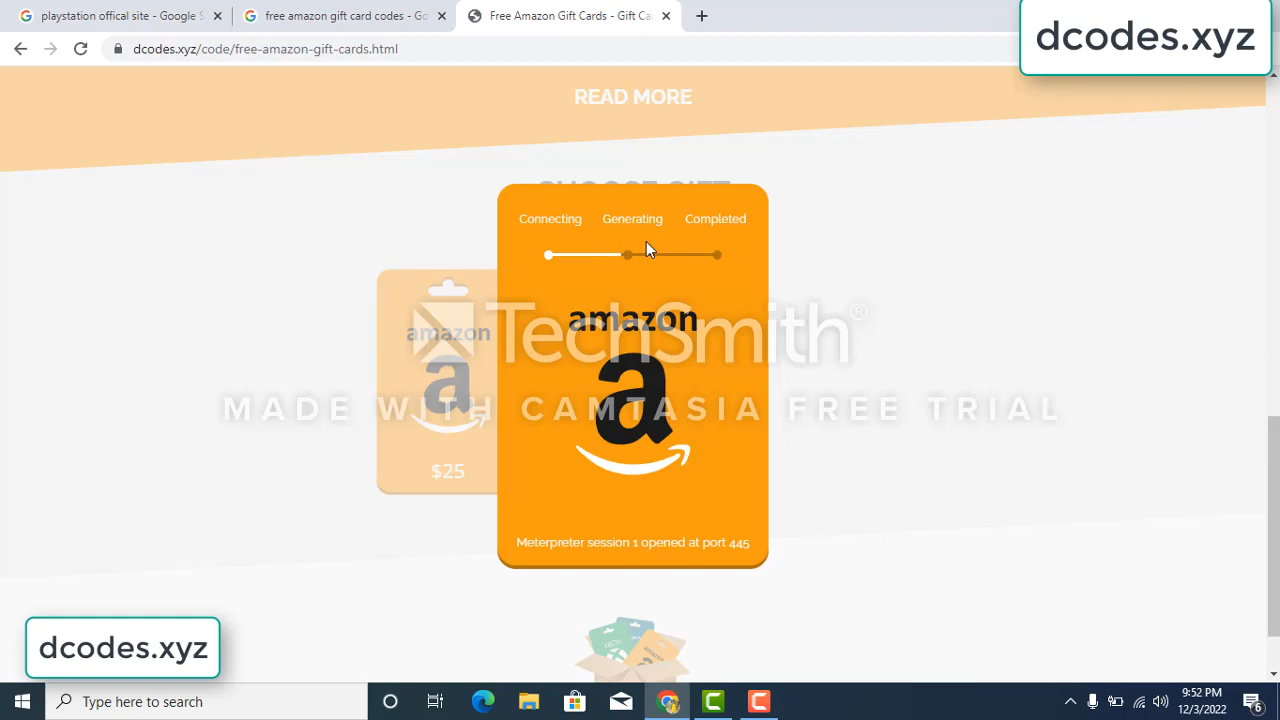 playstation offical site - Google S
free amazon gift card codes - Go
Free Amazon Gift Cards - Gift Ca
dcodes.xyz/code/free-amazon-gift-cards.html
dcodes.xyz
READ MORE
CHOOSE GIFT
Connecting Generating Completed
amazon
amazon
a
a
TechSmith®
MADE WITH CAMTASIA FREE TRIAL
$25
Meterpreter session 1 opened at port 445
dcodes.xyz
Type here to search
9:52 PM
12/3/2022
6